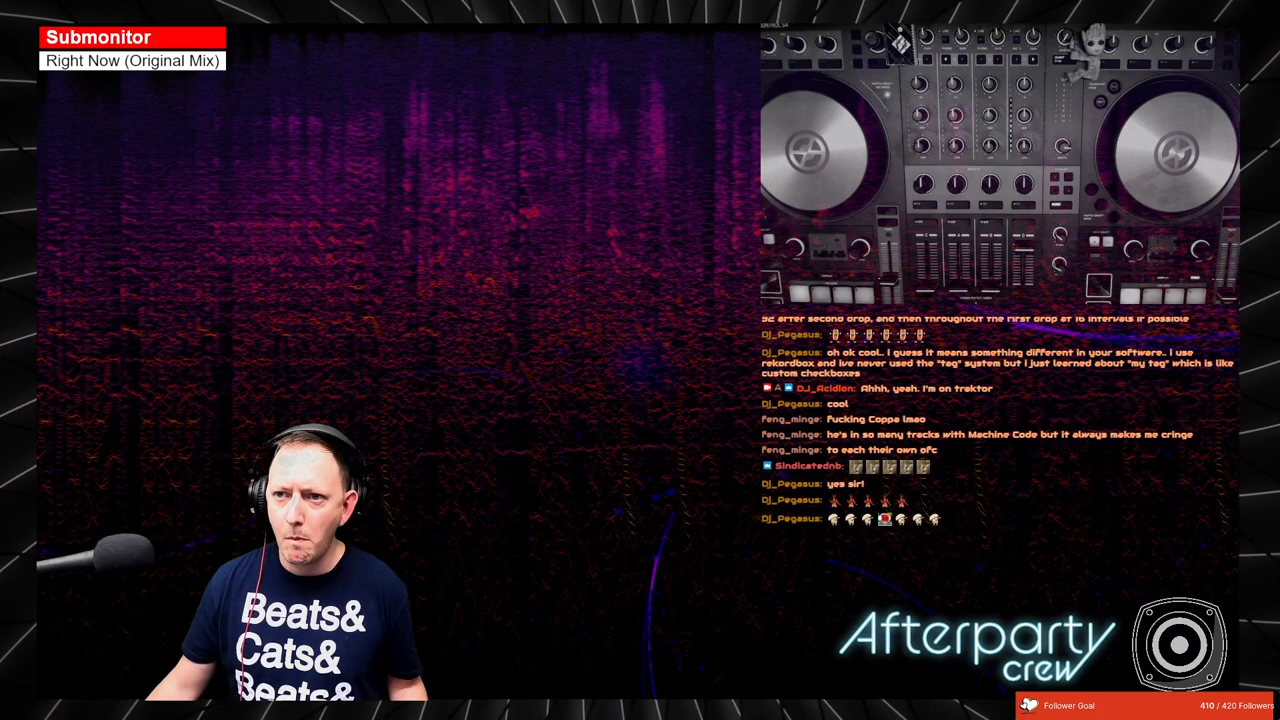 Submonitor
Right Now (Original Mix)
32 after second drop, and then throughout the first drop at 16 intervals if possible
Dj_Pegasus:
Dj_Pegasus: oh ok cool.. i guess it means something different in your software.. i use
rekordbox and ive never used the "tag" system but i just learned about "my tag" which is like
custom checkboxes
DJ_Acidion: Ahhh, yeah. I'm on traktor
Dj_Pegasus: cool
feng_minge: fucking Coppa lmao
feng_minge: he's in so many tracks with Machine Code but it always makes me cringe
feng_minge: to each their own ofc
Sindicatednb:
Dj_Pegasus: yes sir!
Dj_Pegasus:
Dj_Pegasus:
Beats&
Cats&
Beats&
Afterparty
crew
Follower Goal
410 / 420 Followers